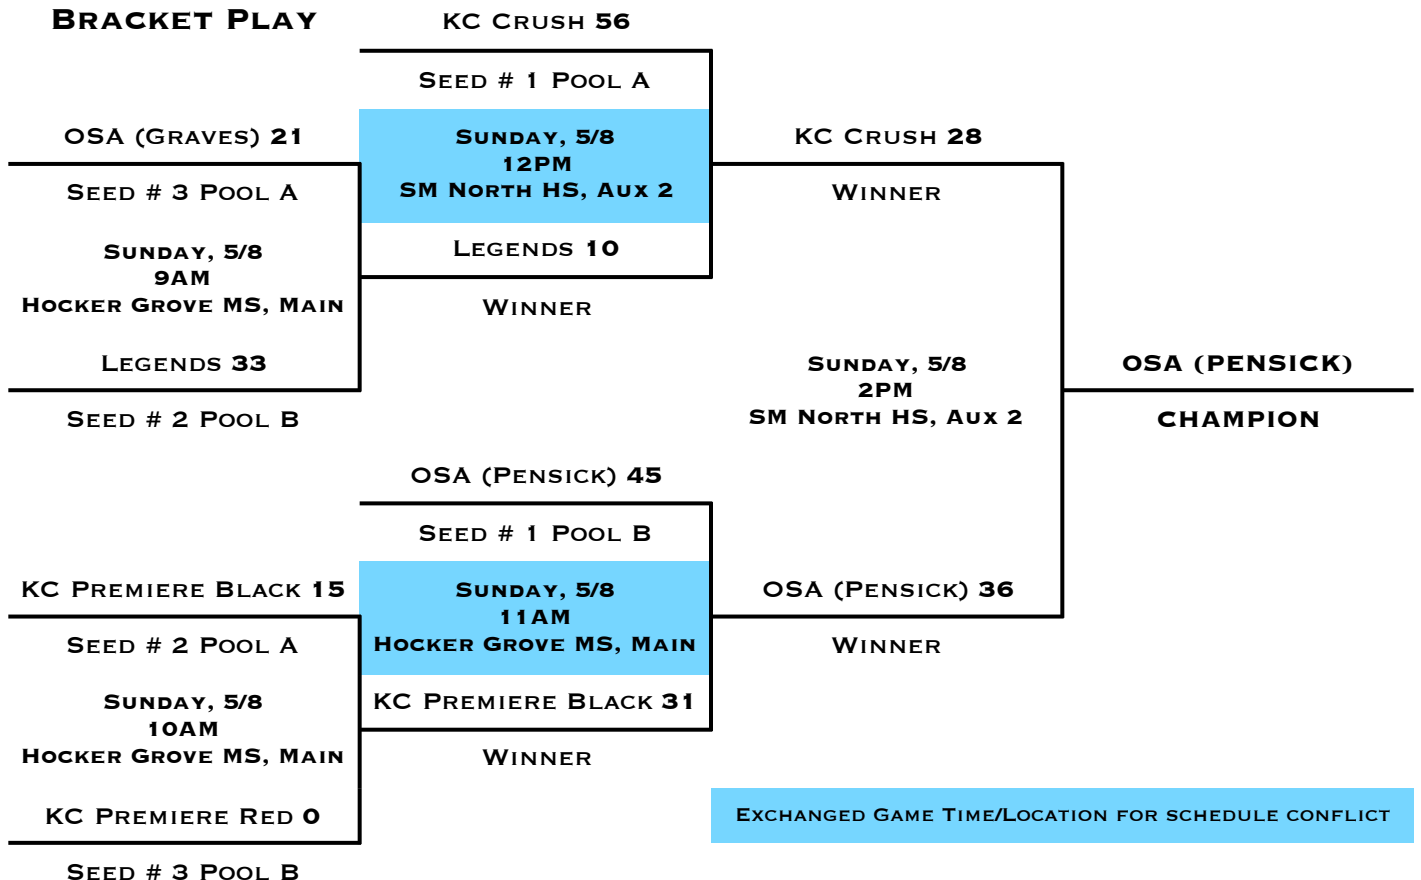 Bracket Play
KC Crush 56
Seed # 1 Pool A
OSA (Graves) 21
Sunday, 5/8
12PM
SM North HS, Aux 2
KC Crush 28
Seed # 3 Pool A
Winner
Sunday, 5/8
9AM
Hocker Grove MS, Main
Legends 10
Winner
Legends 33
Seed # 2 Pool B
Sunday, 5/8
2PM
SM North HS, Aux 2
OSA (PENSICK)
CHAMPION
OSA (Pensick) 45
Seed # 1 Pool B
KC Premiere Black 15
Sunday, 5/8
11AM
Hocker Grove MS, Main
OSA (Pensick) 36
Seed # 2 Pool A
Winner
Sunday, 5/8
10AM
Hocker Grove MS, Main
KC Premiere Black 31
Winner
KC Premiere Red 0
Seed # 3 Pool B
Exchanged Game Time/Location for schedule conflict